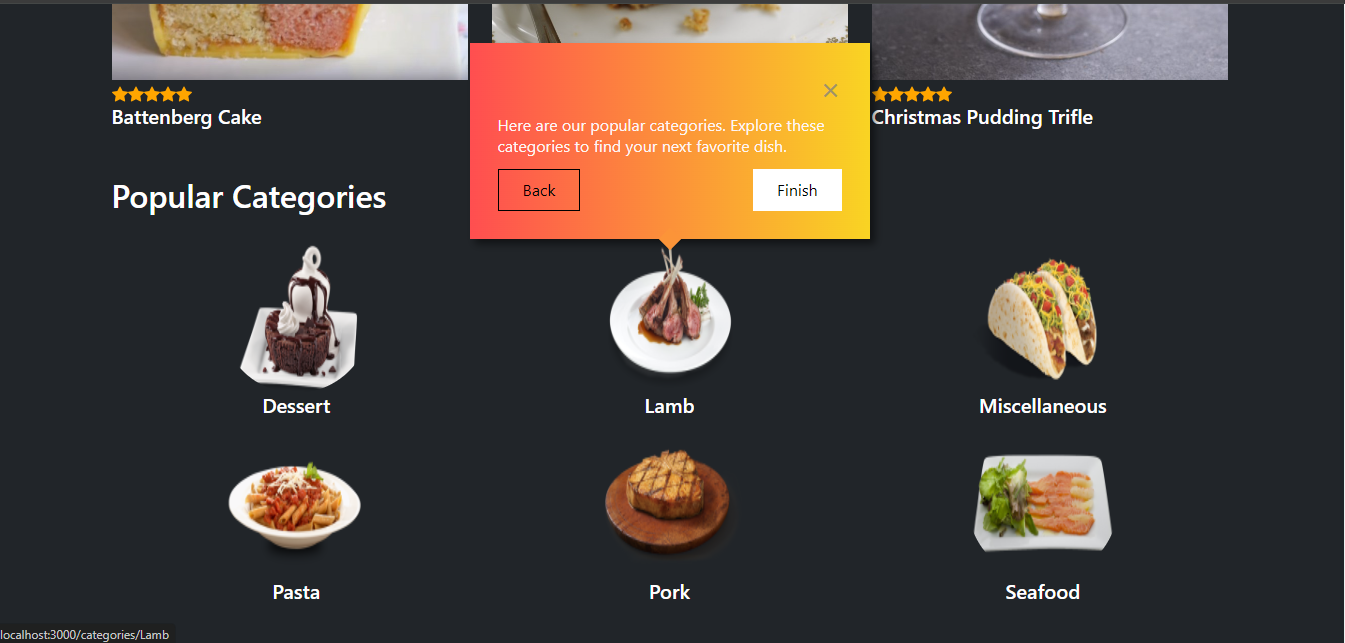 Battenberg Cake
Christmas Pudding Trifle
Here are our popular categories. Explore these
categories to find your next favorite dish.
Back
Finish
Popular Categories
Dessert
Lamb
Miscellaneous
Pasta
Pork
Seafood
localhost:3000/categories/Lamb